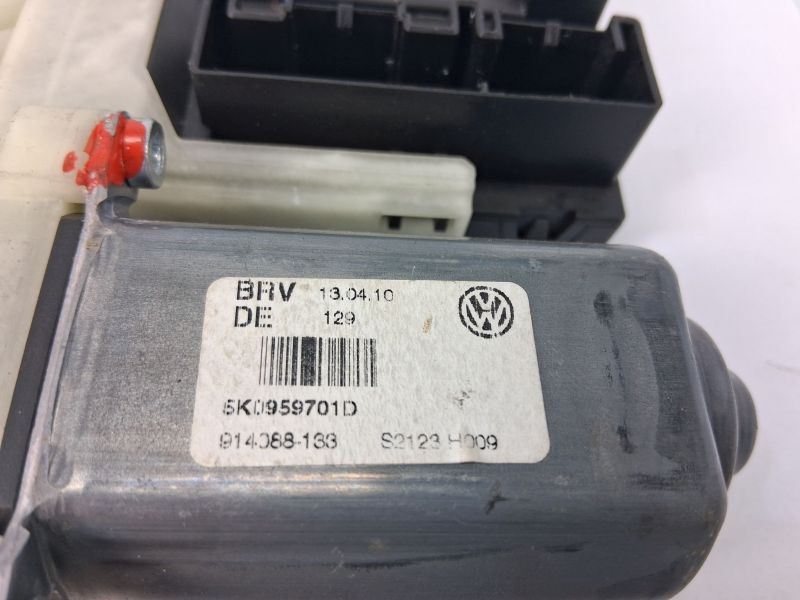 BRV 13.04.10
DE 129
5K0959701D
914088-133 S2123 H009